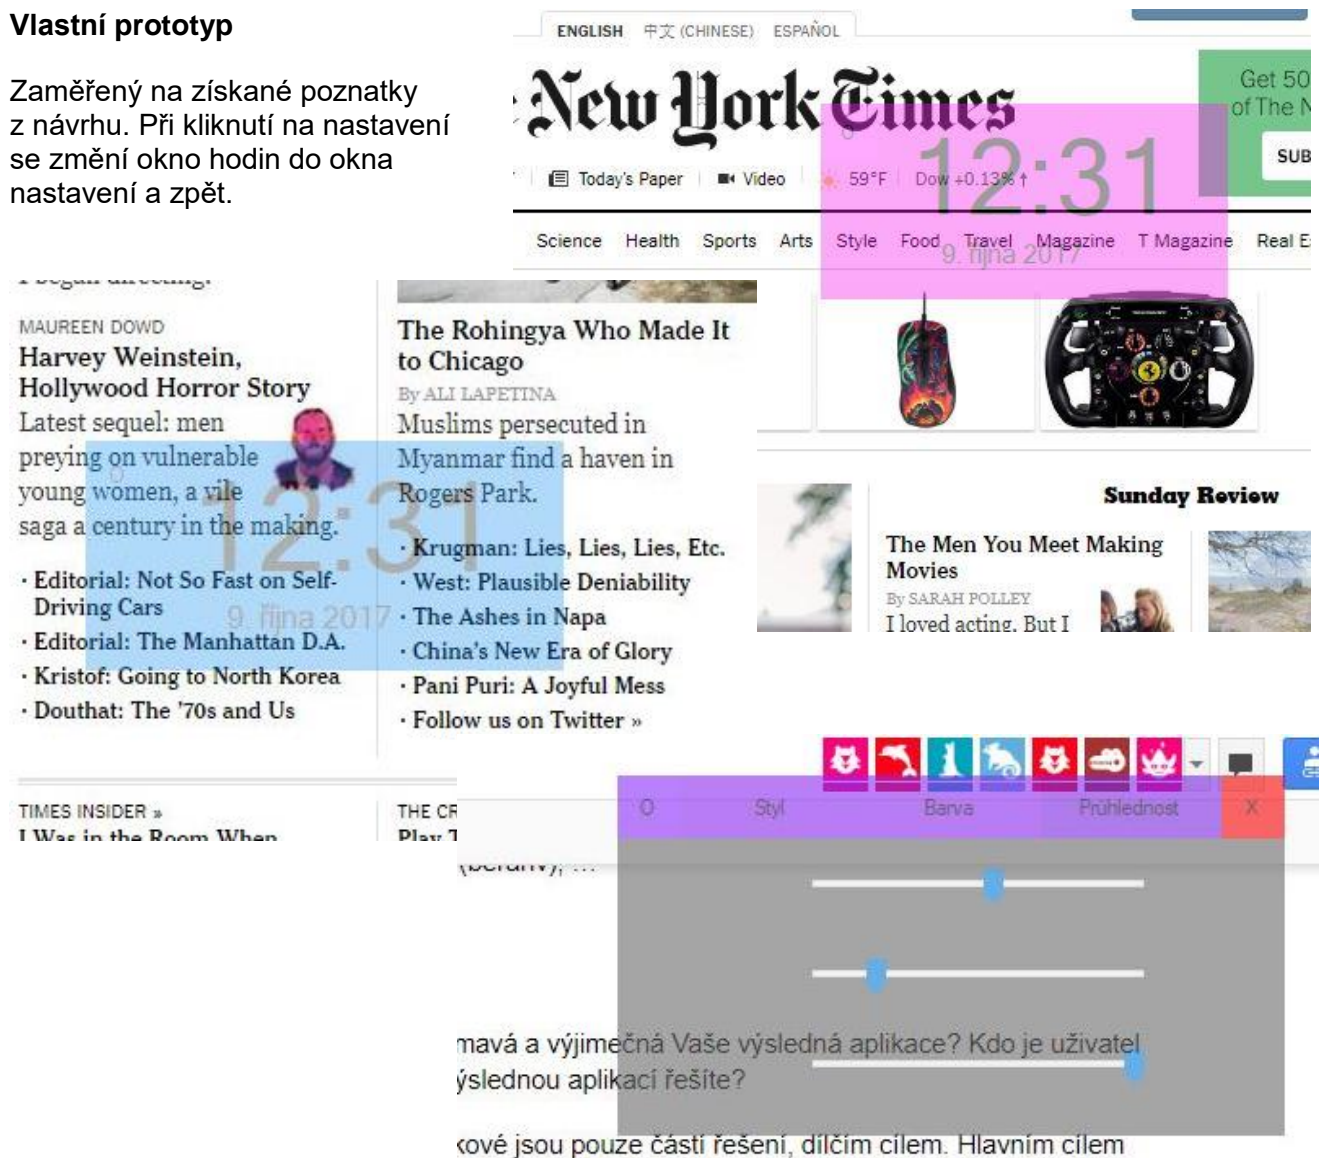 Vlastní prototyp
Zaměřený na získané poznatky
z návrhu. Při kliknutí na nastavení
se změní okno hodin do okna
nastavení a zpět.
ENGLISH 中文 (CHINESE) ESPAÑOL
New York Times
Get 50
of The N
SUB
Today's Paper Video 59°F Dow +0.13% ↑
12:31
Science Health Sports Arts Style Food Travel Magazine T Magazine Real E
9. října 2017
MAUREEN DOWD
Harvey Weinstein,
Hollywood Horror Story
Latest sequel: men
preying on vulnerable
young women, a vile
saga a century in the making.
12:31
· Editorial: Not So Fast on Self-
Driving Cars
9. října 2017
· Editorial: The Manhattan D.A.
· Kristof: Going to North Korea
· Douthat: The '70s and Us
The Rohingya Who Made It
to Chicago
By ALI LAPETINA
Muslims persecuted in
Myanmar find a haven in
Rogers Park.
· Krugman: Lies, Lies, Lies, Etc.
· West: Plausible Deniability
· The Ashes in Napa
· China's New Era of Glory
· Pani Puri: A Joyful Mess
· Follow us on Twitter »
Sunday Review
The Men You Meet Making
Movies
By SARAH POLLEY
I loved acting. But I
TIMES INSIDER »
I Was in the Room When
THE CR
Play T
O Styl Barva Průhlednost X
mavá a výjimečná Vaše výsledná aplikace? Kdo je uživatel
ýslednou aplikací řešíte?
kové jsou pouze částí řešení, dílčím cílem. Hlavním cílem